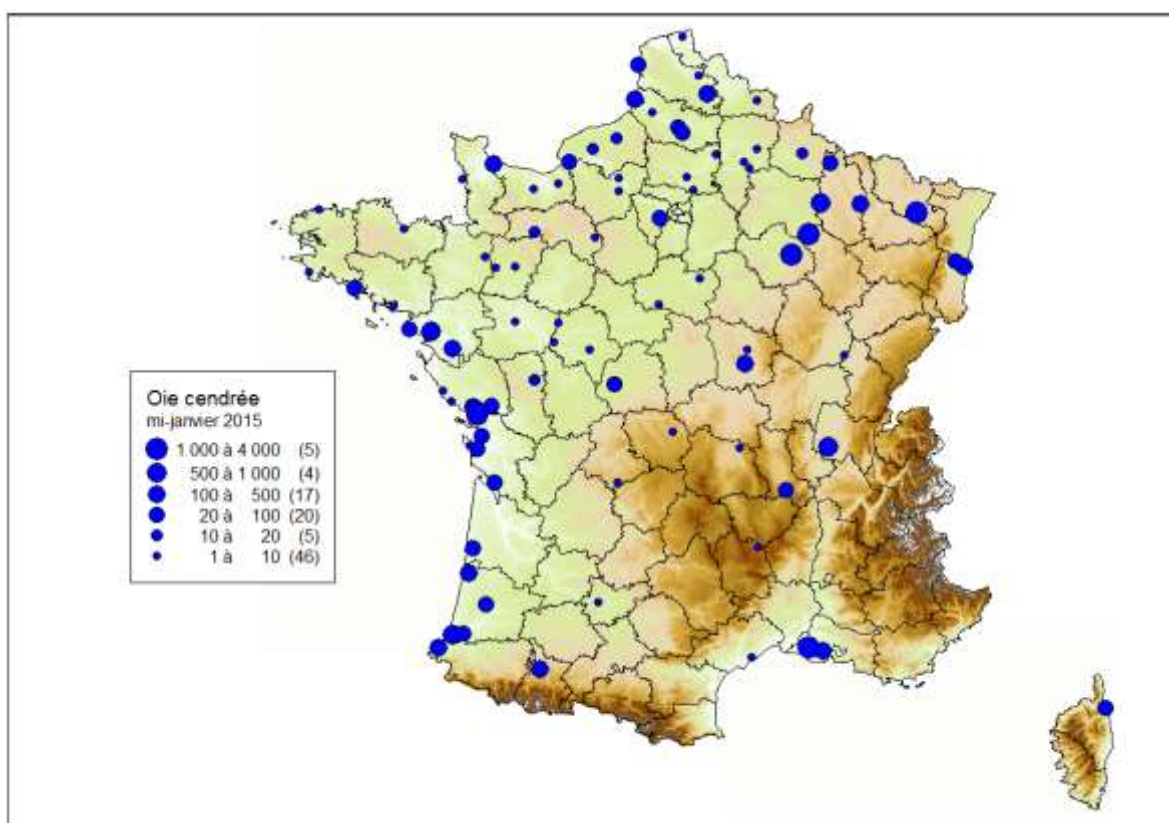 Oie cendrée
mi-janvier 2015
1 000 à 4 000 (5)
500 à 1 000 (4)
100 à 500 (17)
20 à 100 (20)
10 à 20 (5)
1 à 10 (46)